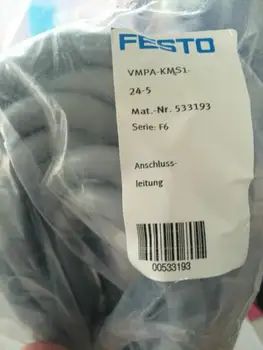 FESTO
VMPA-KMS1-
24-5
Mat.-Nr. 533193
Serie: F6
Anschluss-
leitung
00533193